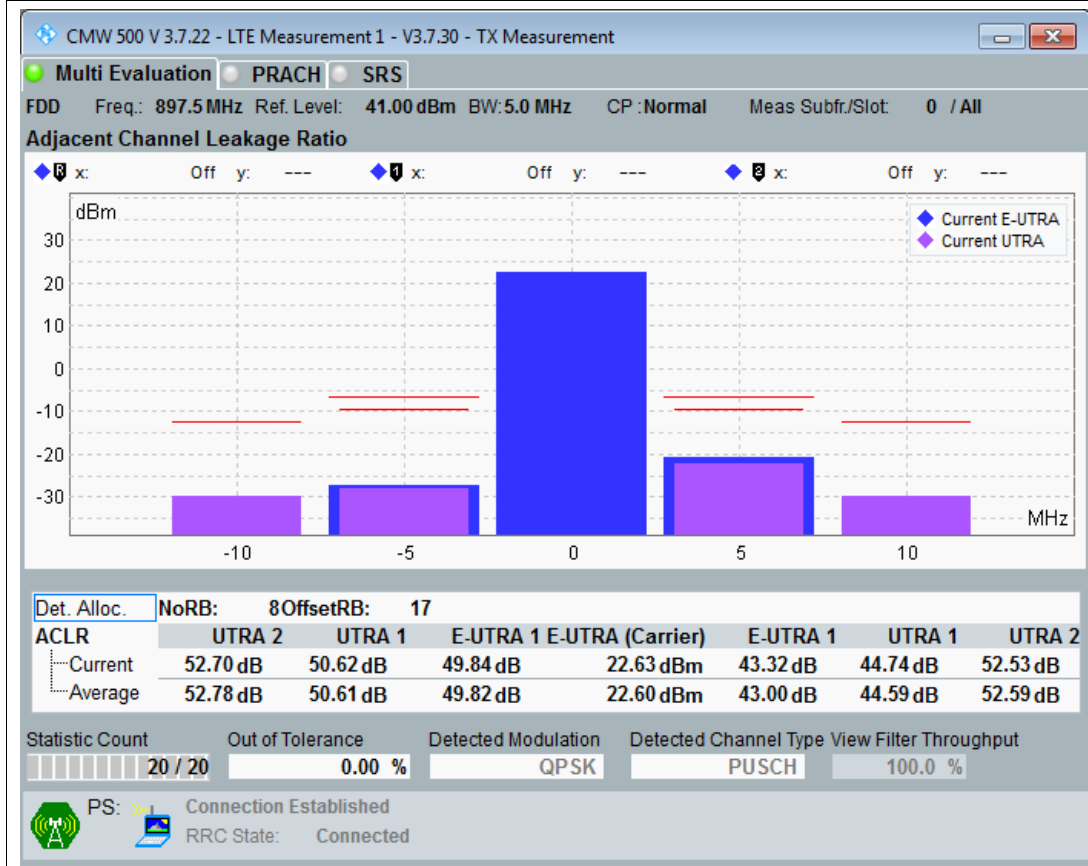 CMW 500 V 3.7.22 - LTE Measurement 1 - V3.7.30 - TX Measurement
Multi Evaluation PRACH SRS
FDD Freq.: 897.5 MHz Ref. Level: 41.00 dBm BW: 5.0 MHz CP : Normal Meas Subfr./Slot: 0 / All
Adjacent Channel Leakage Ratio
R x: Off y: --- 1 x: Off y: --- 2 x: Off y: ---
dBm
Current E-UTRA
Current UTRA
30
20
10
0
-10
-20
-30
MHz
-10 -5 0 5 10
Det. Alloc. NoRB: 8 OffsetRB: 17
ACLR UTRA 2 UTRA 1 E-UTRA 1 E-UTRA (Carrier) E-UTRA 1 UTRA 1 UTRA 2
Current 52.70 dB 50.62 dB 49.84 dB 22.63 dBm 43.32 dB 44.74 dB 52.53 dB
Average 52.78 dB 50.61 dB 49.82 dB 22.60 dBm 43.00 dB 44.59 dB 52.59 dB
Statistic Count Out of Tolerance Detected Modulation Detected Channel Type View Filter Throughput
20 / 20 0.00 % QPSK PUSCH 100.0 %
PS: Connection Established
RRC State: Connected